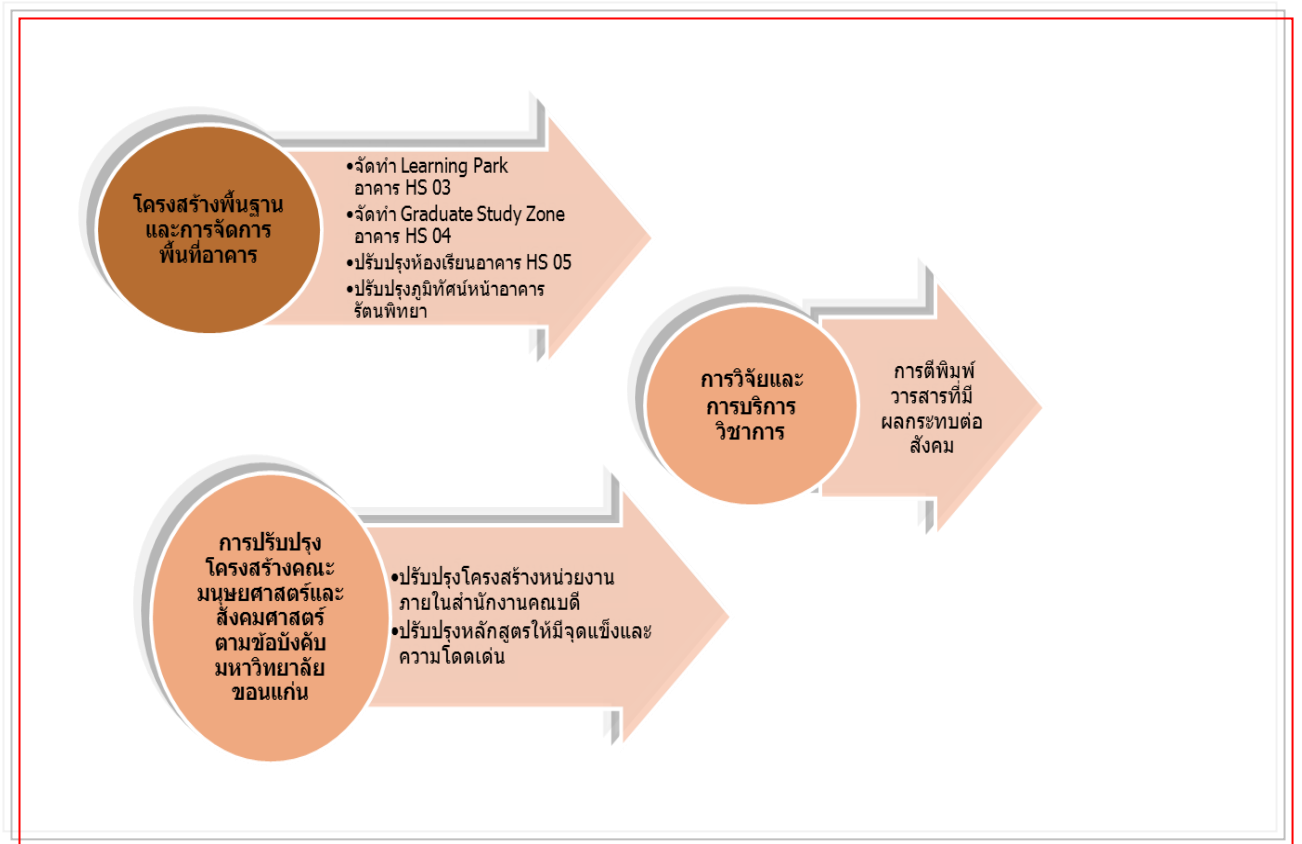 โครงสร้างพื้นฐาน
และการจัดการ
พื้นที่อาคาร
•จัดทำ Learning Park
อาคาร HS 03
•จัดทำ Graduate Study Zone
อาคาร HS 04
•ปรับปรุงห้องเรียนอาคาร HS 05
•ปรับปรุงภูมิทัศน์หน้าอาคาร
รัตนพิทยา
การวิจัยและ
การบริการ
วิชาการ
การตีพิมพ์
วารสารที่มี
ผลกระทบต่อ
สังคม
การปรับปรุง
โครงสร้างคณะ
มนุษยศาสตร์และ
สังคมศาสตร์
ตามข้อบังคับ
มหาวิทยาลัย
ขอนแก่น
•ปรับปรุงโครงสร้างหน่วยงาน
ภายในสำนักงานคณบดี
•ปรับปรุงหลักสูตรให้มีจุดแข็งและ
ความโดดเด่น